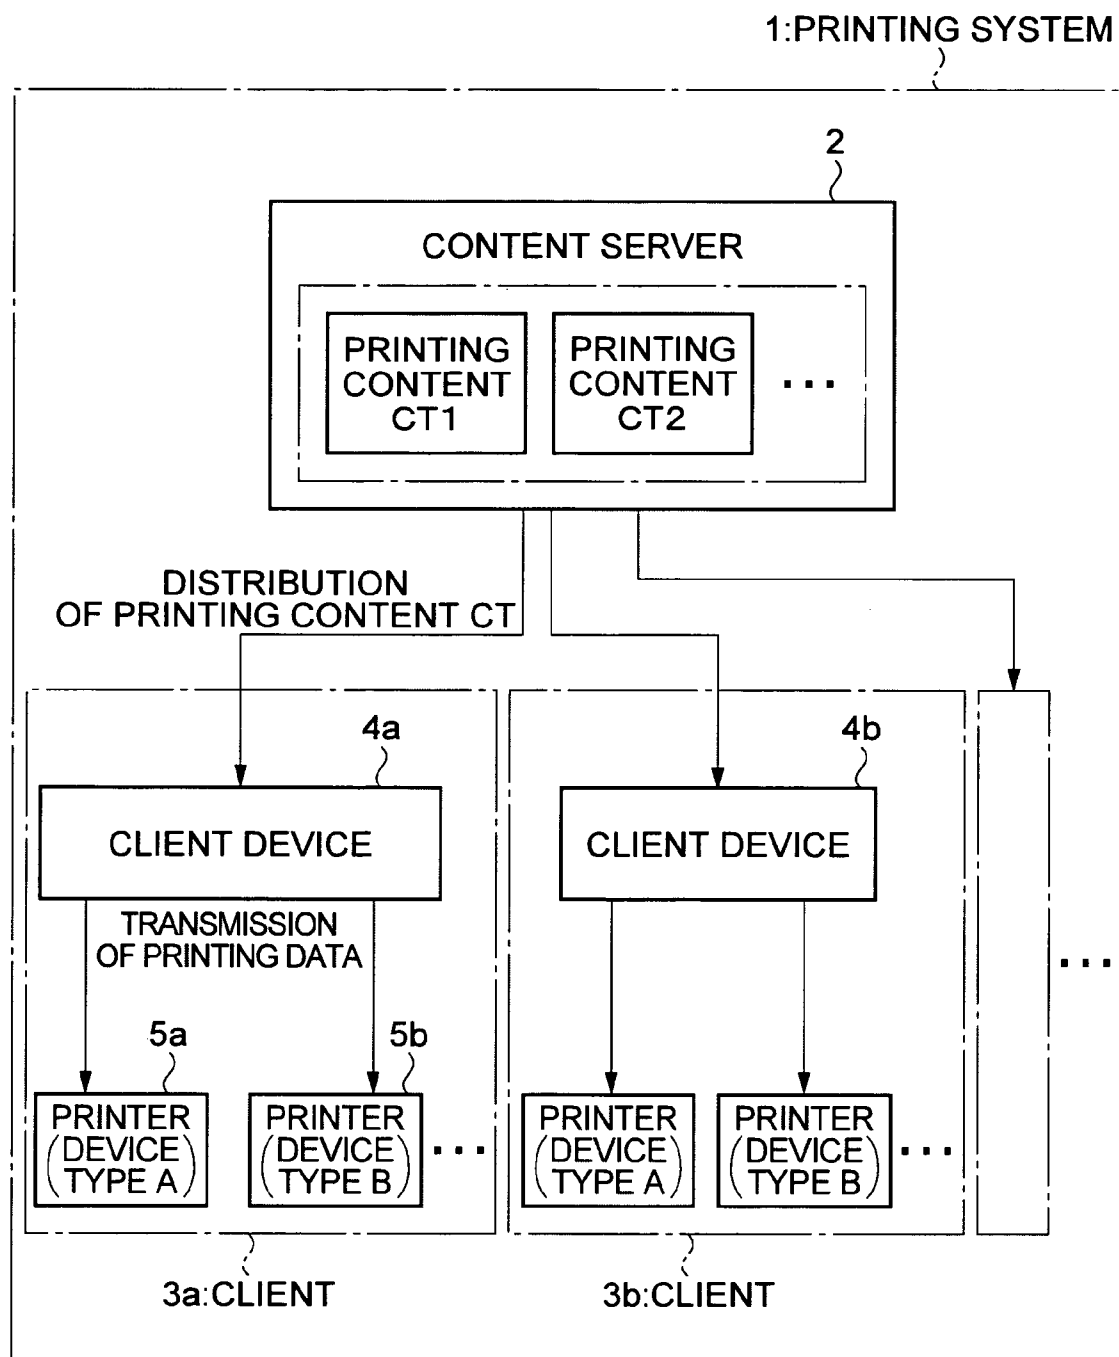 1:PRINTING SYSTEM
2
CONTENT SERVER
PRINTING
CONTENT
CT1
PRINTING
CONTENT
CT2
...
DISTRIBUTION
OF PRINTING CONTENT CT
4a
CLIENT DEVICE
TRANSMISSION
OF PRINTING DATA
5a
PRINTER
(DEVICE
TYPE A)
5b
PRINTER
(DEVICE
TYPE B)
...
3a:CLIENT
4b
CLIENT DEVICE
PRINTER
(DEVICE
TYPE A)
PRINTER
(DEVICE
TYPE B)
...
3b:CLIENT
...